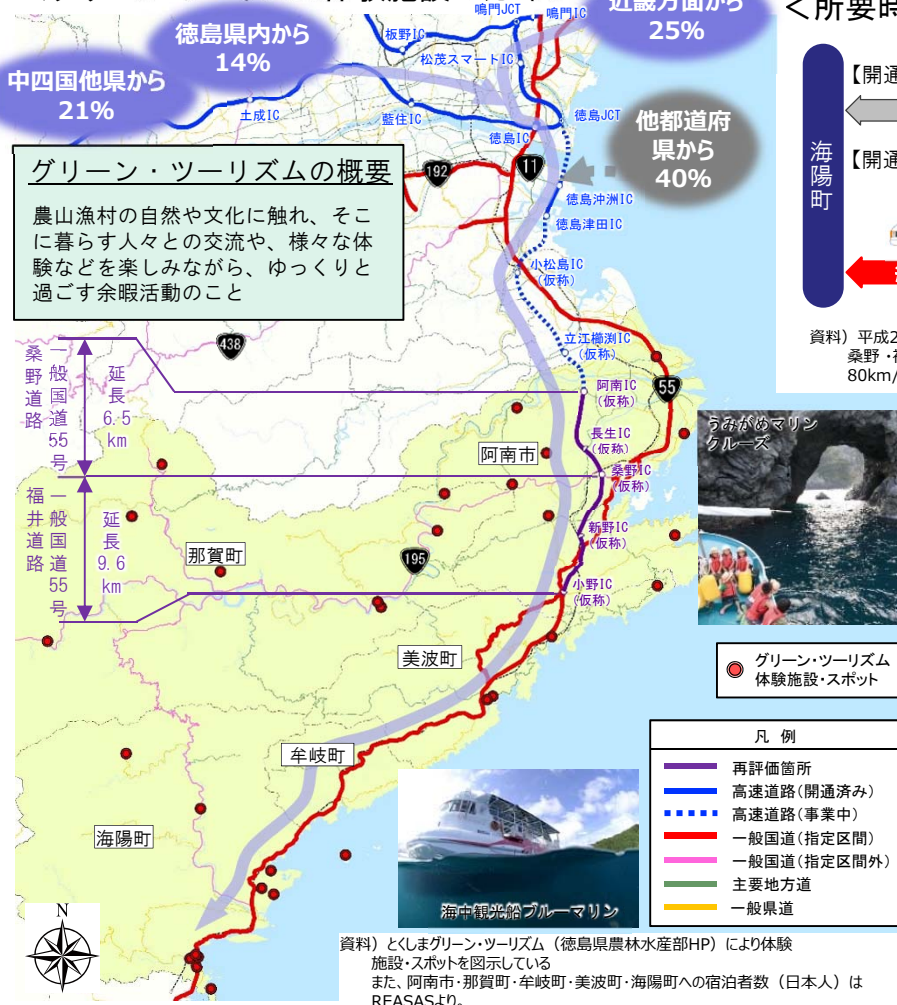 鳴門JCT
鳴門IC
近畿方面から
25%
<所要時
板野IC
徳島県内から
14%
松茂スマートIC
中四国他県から
21%
土成IC
藍住IC
徳島JCT
徳島IC
他都道府
県から
40%
【開通
【開通
海陽町
グリーン・ツーリズムの概要
農山漁村の自然や文化に触れ、そこ
に暮らす人々との交流や、様々な体
験などを楽しみながら、ゆっくりと
過ごす余暇活動のこと
192
11
徳島沖洲IC
徳島津田IC
小松島IC
(仮称)
438
立江櫛渕IC
(仮称)
資料）平成2
桑野・
80km/
55
阿南IC
(仮称)
一般国道55号
桑野道路
延長
6.5
km
長生IC
(仮称)
阿南市
桑野IC
(仮称)
うみがめマリン
クルーズ
一般国道55号
福井道路
延長
9.6
km
新野IC
(仮称)
那賀町
195
小野IC
(仮称)
美波町
グリーン・ツーリズム
体験施設・スポット
牟岐町
海陽町
凡 例
再評価箇所
高速道路(開通済み)
高速道路(事業中)
一般国道(指定区間)
一般国道(指定区間外)
主要地方道
一般県道
海中観光船ブルーマリン
N
資料）とくしまグリーン・ツーリズム（徳島県農林水産部HP）により体験
施設・スポットを図示している
また、阿南市・那賀町・牟岐町・美波町・海陽町への宿泊者数（日本人）は
REASASより。